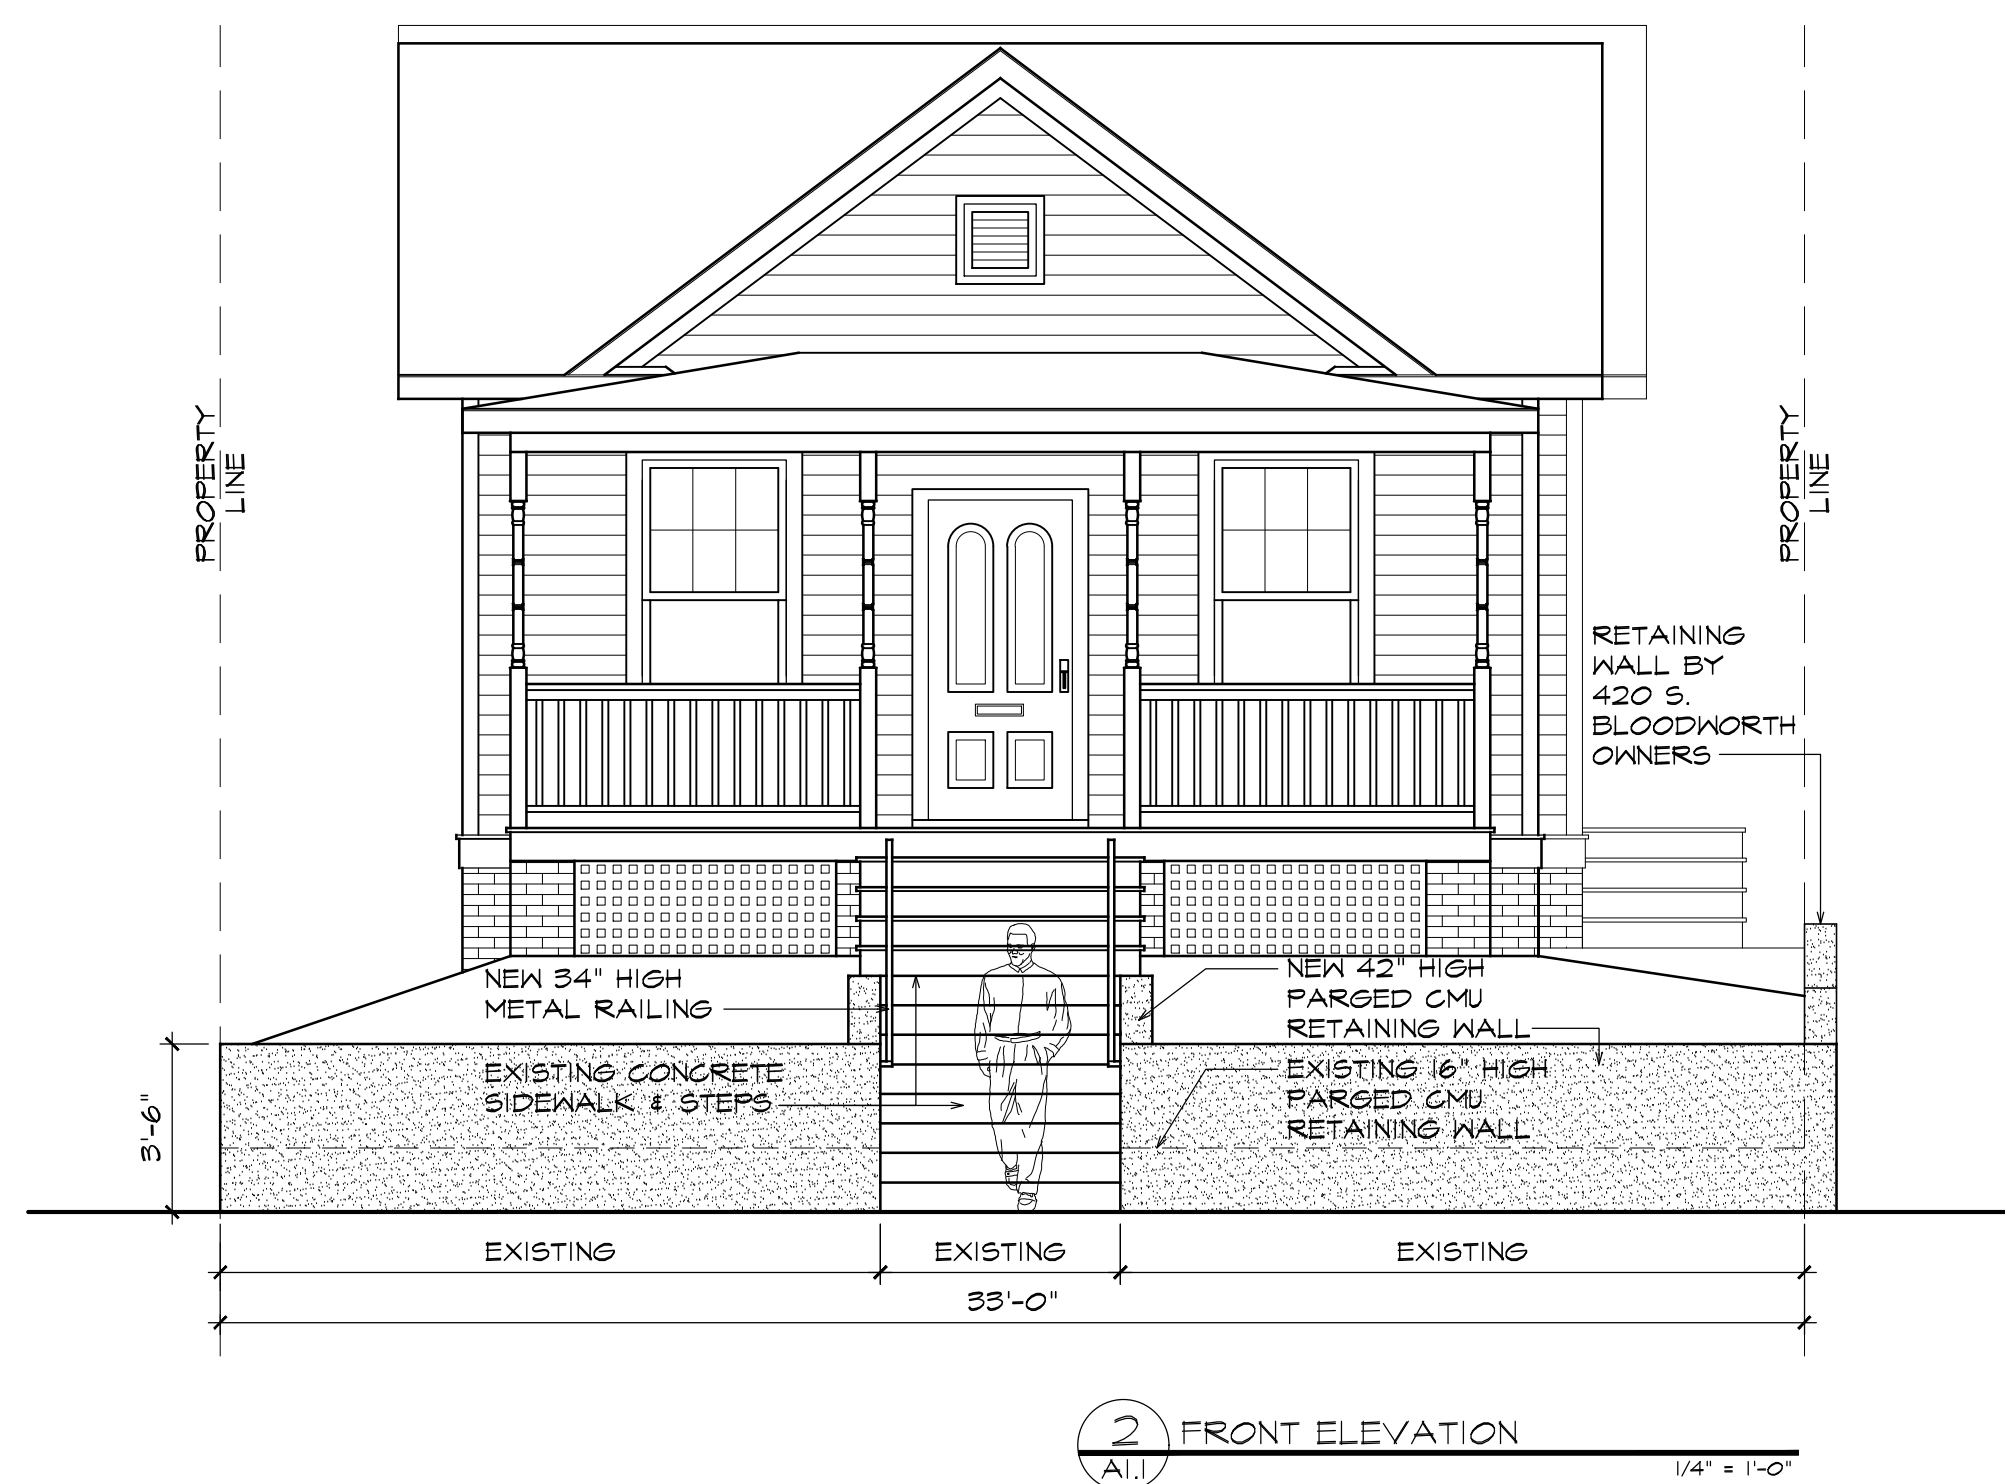 PROPERTY
LINE
PROPERTY
LINE
RETAINING
WALL BY
420 S.
BLOODWORTH
OWNERS
NEW 34" HIGH
METAL RAILING
NEW 42" HIGH
PARGED CMU
RETAINING WALL
EXISTING CONCRETE
SIDEWALK & STEPS
EXISTING 16" HIGH
PARGED CMU
RETAINING WALL
3'-6"
EXISTING
EXISTING
EXISTING
33'-0"
2
FRONT ELEVATION
A1.1
1/4" = 1'-0"